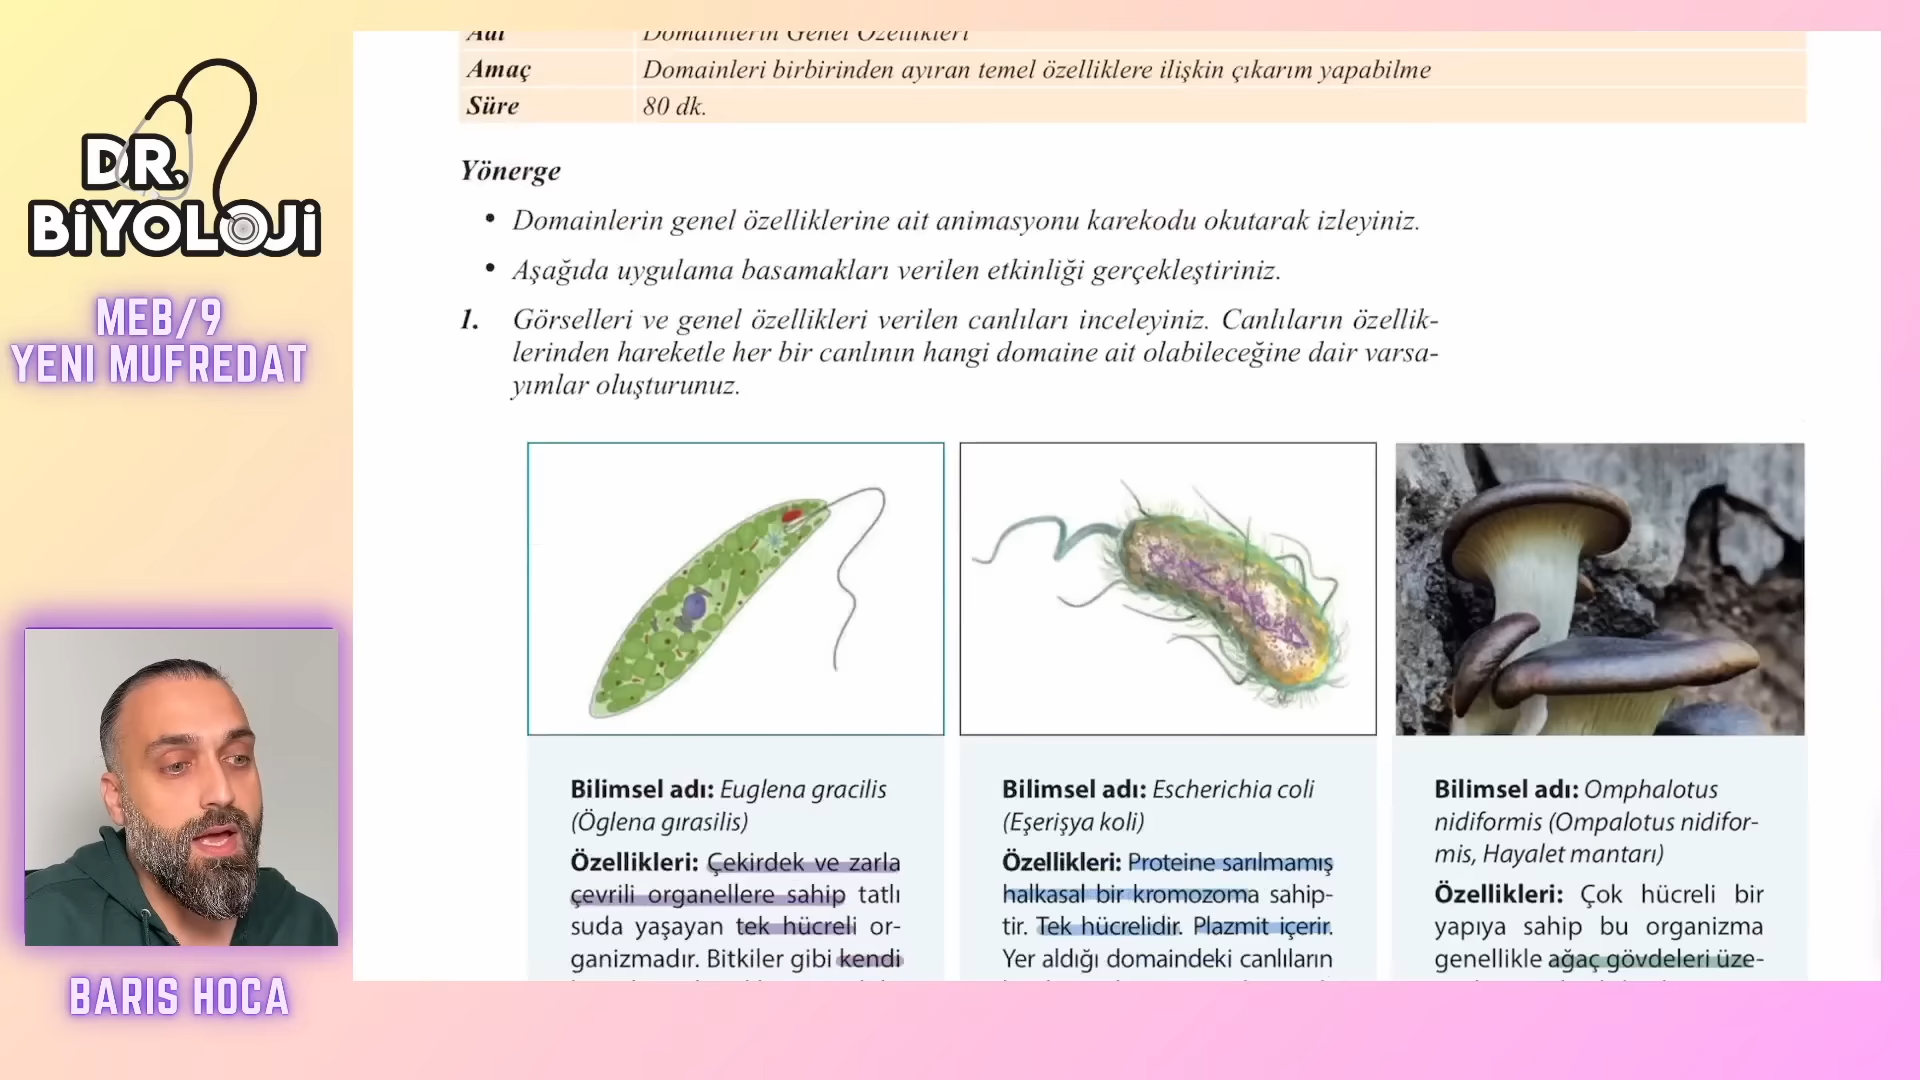 DR.
BİYOLOJİ
MEB/9
YENI MUFREDAT
BARIS HOCA
Adı Domainlerin Genel Özellikleri
Amaç Domainleri birbirinden ayıran temel özelliklere ilişkin çıkarım yapabilme
Süre 80 dk.
Yönerge
• Domainlerin genel özelliklerine ait animasyonu karekodu okutarak izleyiniz.
• Aşağıda uygulama basamakları verilen etkinliği gerçekleştiriniz.
1. Görselleri ve genel özellikleri verilen canlıları inceleyiniz. Canlıların özellik-
lerinden hareketle her bir canlının hangi domaine ait olabileceğine dair varsa-
yımlar oluşturunuz.
Bilimsel adı: Euglena gracilis
(Öglena gırasilis)
Özellikleri: Çekirdek ve zarla
çevrili organellere sahip tatlı
suda yaşayan tek hücreli or-
ganizmadır. Bitkiler gibi kendi
Bilimsel adı: Escherichia coli
(Eşerişya koli)
Özellikleri: Proteine sarılmamış
halkasal bir kromozoma sahip-
tir. Tek hücrelidir. Plazmit içerir.
Yer aldığı domaindeki canlıların
Bilimsel adı: Omphalotus
nidiformis (Ompalotus nidifor-
mis, Hayalet mantarı)
Özellikleri: Çok hücreli bir
yapıya sahip bu organizma
genellikle ağaç gövdeleri üze-